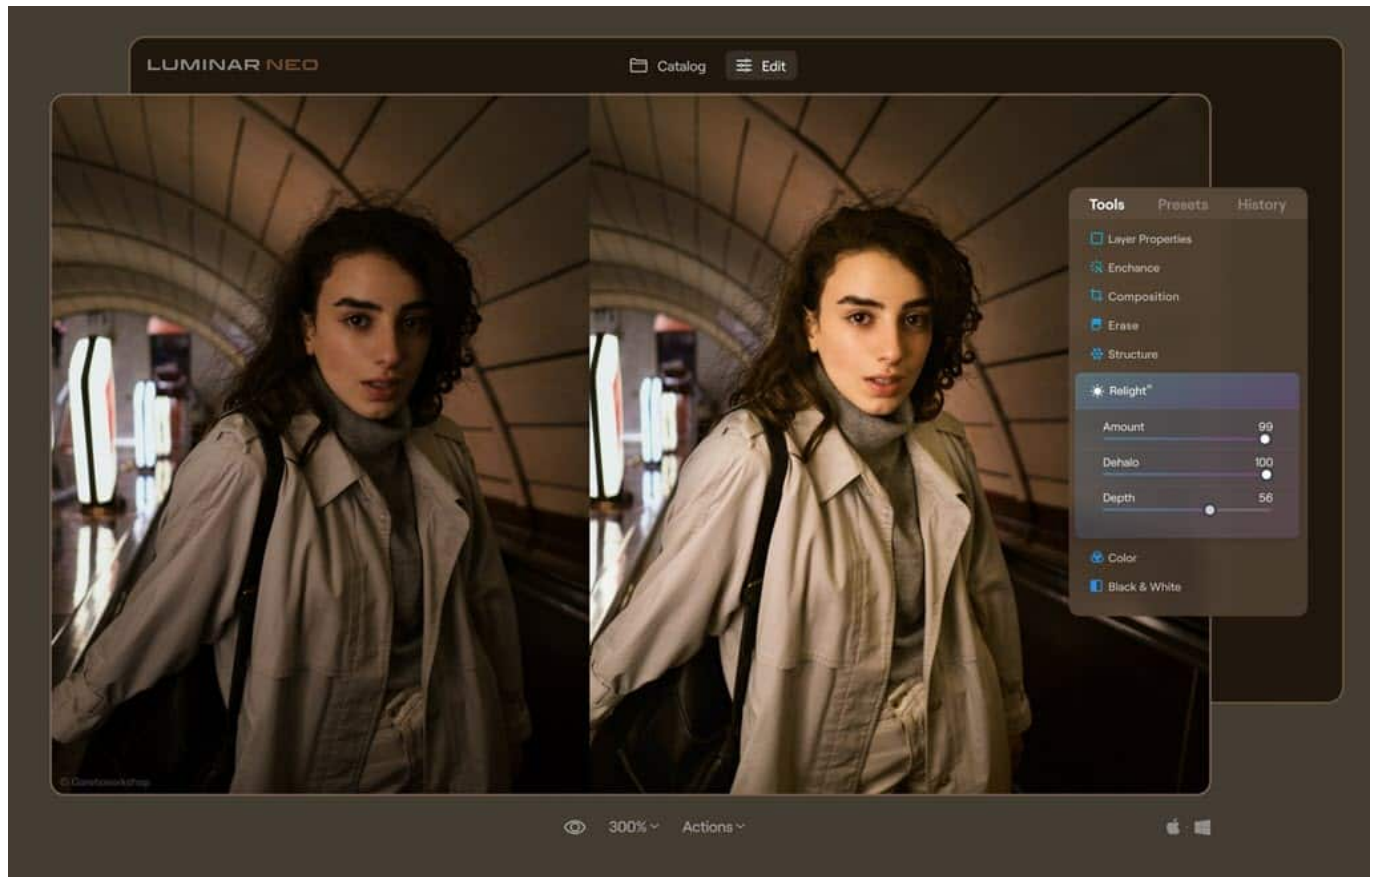 LUMINAR NEO
Catalog
Edit
Tools Presets History
Layer Properties
Enchance
Composition
Erase
Structure
Relight
Amount 99
Dehalo 100
Depth 56
Color
Black & White
300%
Actions